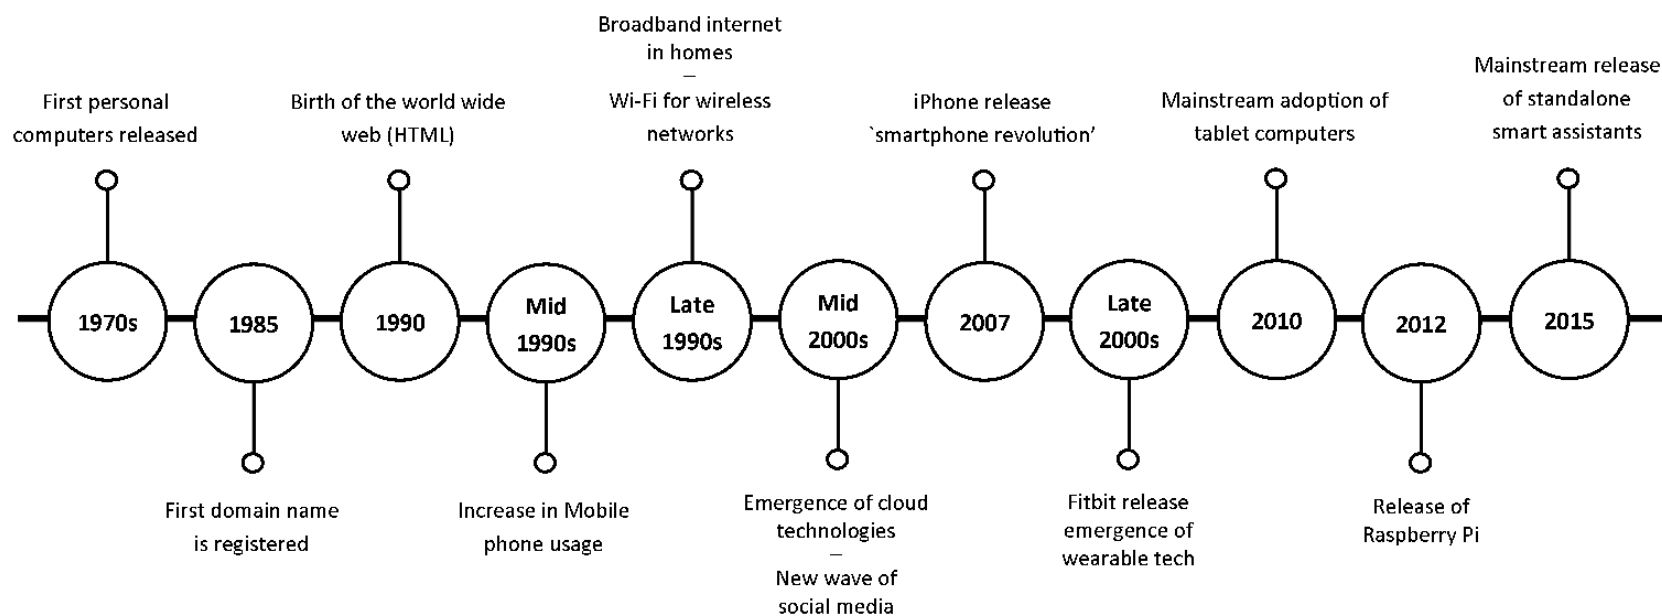 First personal
computers released
Birth of the world wide
web (HTML)
Broadband internet
in homes
–
Wi-Fi for wireless
networks
iPhone release
`smartphone revolution’
Mainstream adoption of
tablet computers
Mainstream release
of standalone
smart assistants
1970s
1985
1990
Mid
1990s
Late
1990s
Mid
2000s
2007
Late
2000s
2010
2012
2015
First domain name
is registered
Increase in Mobile
phone usage
Emergence of cloud
technologies
–
New wave of
social media
Fitbit release
emergence of
wearable tech
Release of
Raspberry Pi